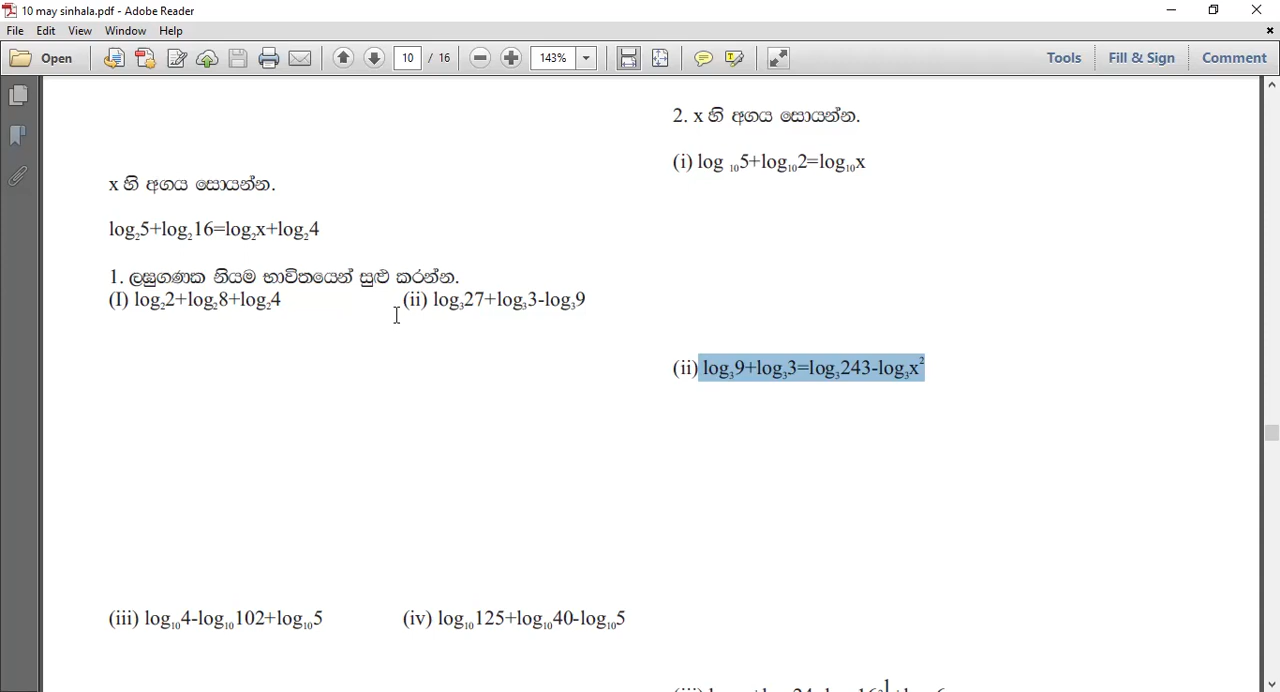 10 may sinhala.pdf - Adobe Reader
File Edit View Window Help
Open 10 / 16 143% Tools Fill & Sign Comment
x හි අගය සොයන්න.
log₂5+log₂16=log₂x+log₂4
1. ලඝුගණක නියම භාවිතයෙන් සුළු කරන්න.
(I) log₂2+log₂8+log₂4 (ii) log₃27+log₃3-log₃9
(iii) log₁₀4-log₁₀102+log₁₀5 (iv) log₁₀125+log₁₀40-log₁₀5
2. x හි අගය සොයන්න.
(i) log ₁₀5+log₁₀2=log₁₀x
(ii) log₃9+log₃3=log₃243-log₃x²